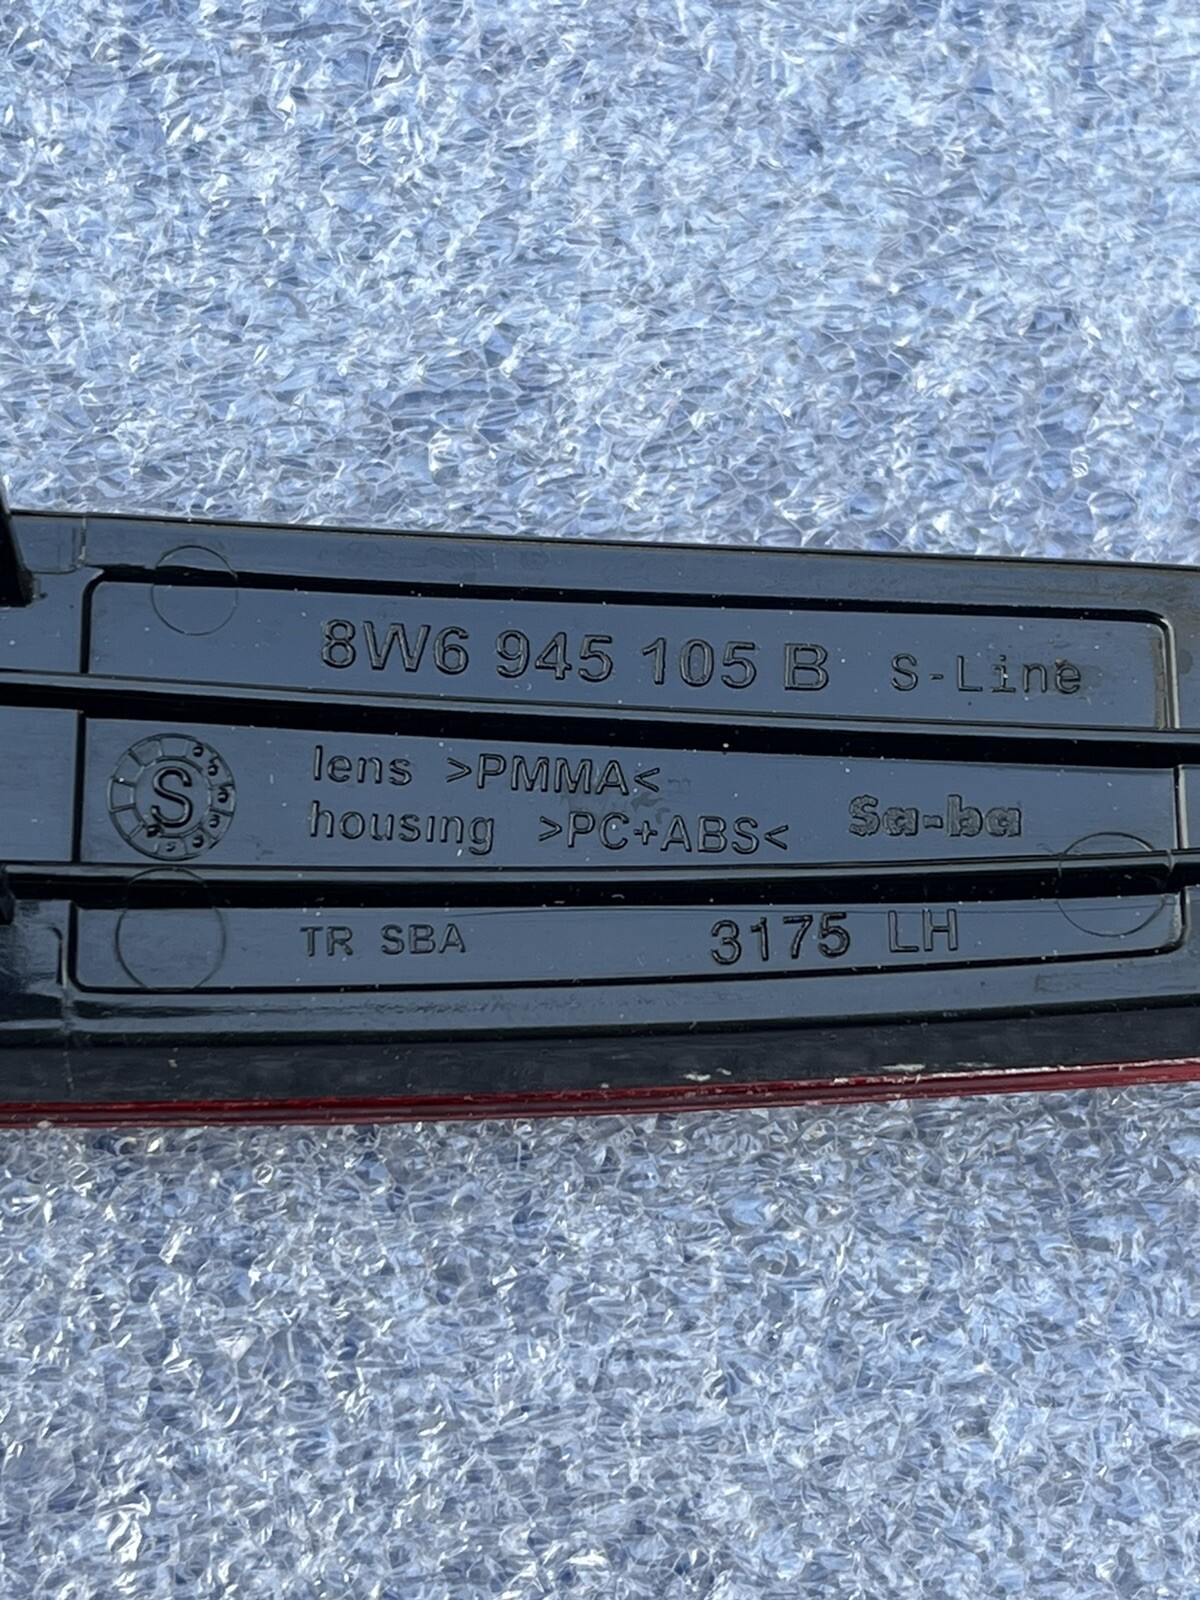 8W6 945 105 B S-Line
S
lens >PMMA<
housing >PC+ABS<
Sa-ba
TR SBA 3175 LH